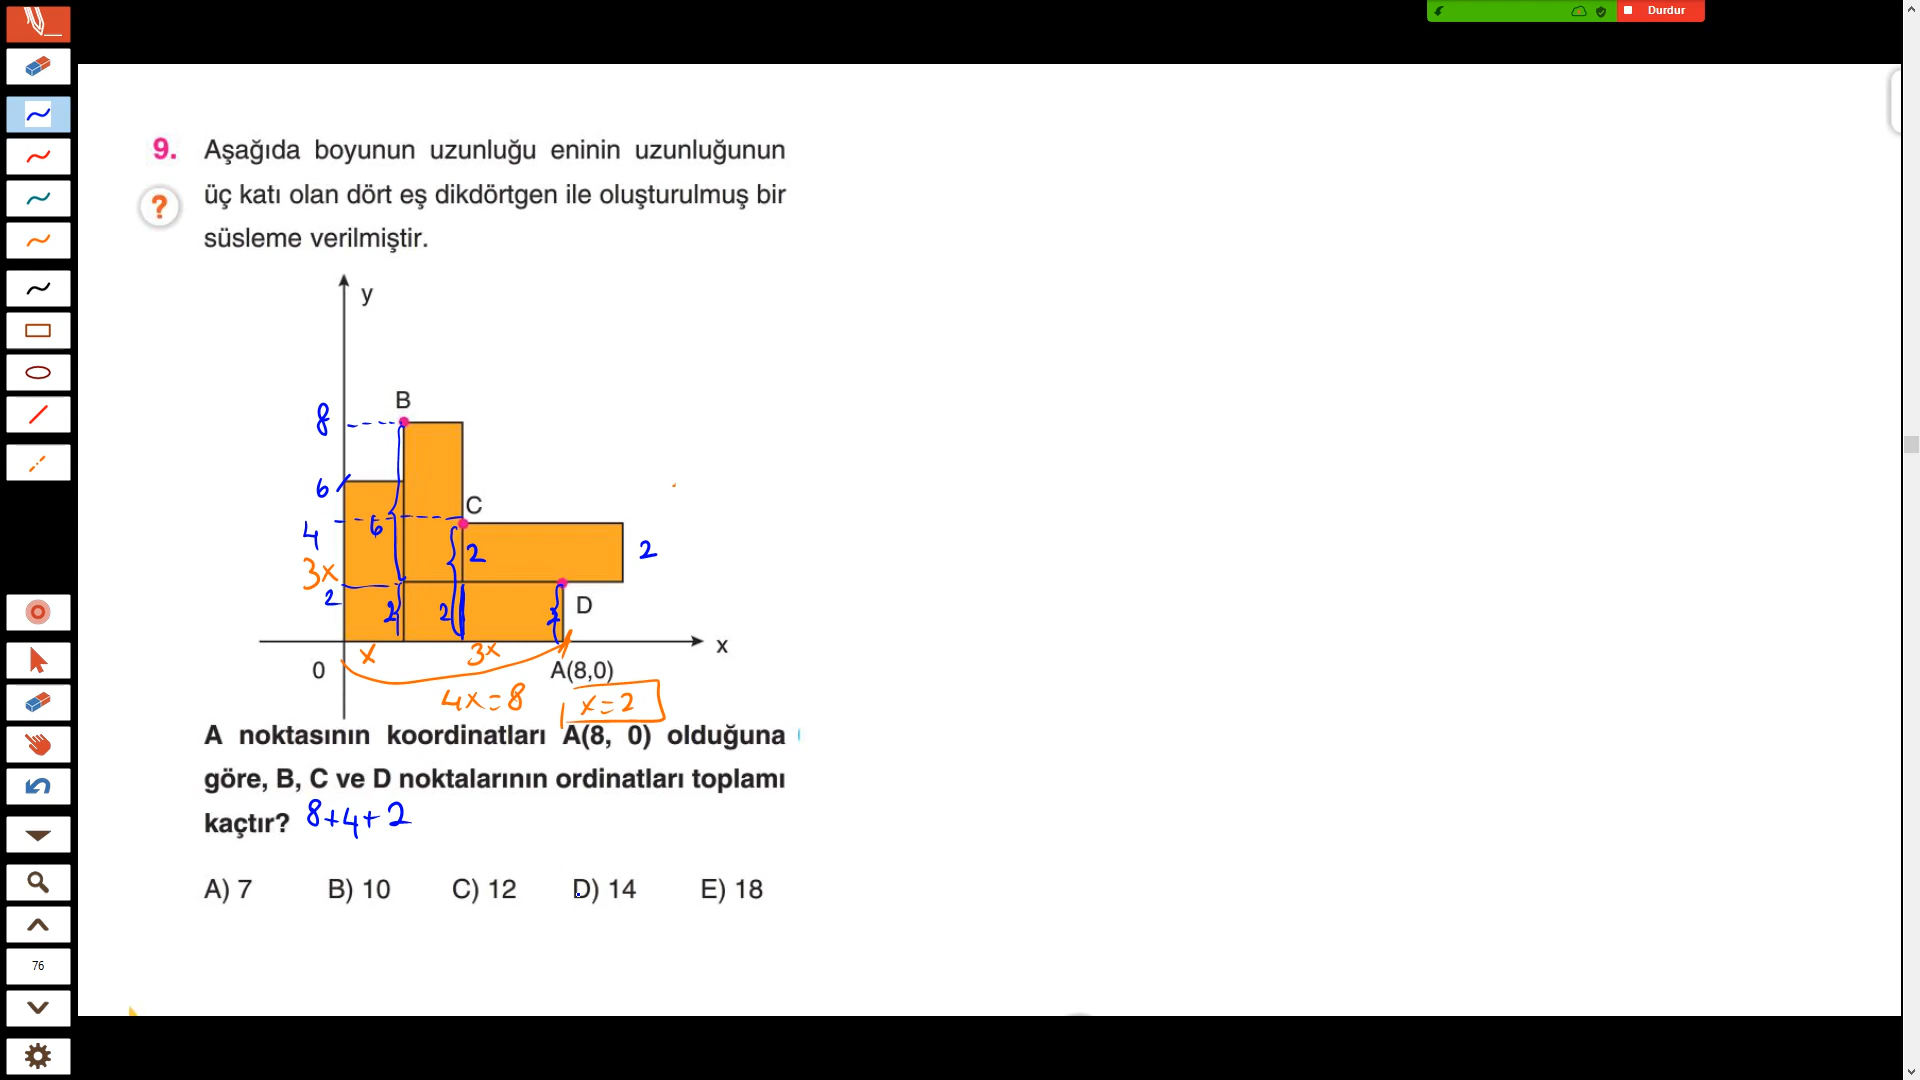 Durdur
9. Aşağıda boyunun uzunluğu eninin uzunluğunun
? üç katı olan dört eş dikdörtgen ile oluşturulmuş bir
süsleme verilmiştir.
y
B
8
6
C
4
6
2
2
3x
2
2
2
2
D
x
3x
x
0
A(8,0)
4x=8
x=2
A noktasının koordinatları A(8, 0) olduğuna
göre, B, C ve D noktalarının ordinatları toplamı
kaçtır? 8+4+2
A) 7 B) 10 C) 12 D) 14 E) 18
76